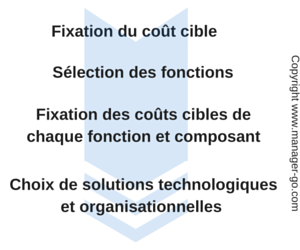 Fixation du coût cible
Sélection des fonctions
Fixation des coûts cibles de
chaque fonction et composant
Choix de solutions technologiques
et organisationnelles
Copyright www.manager-go.com